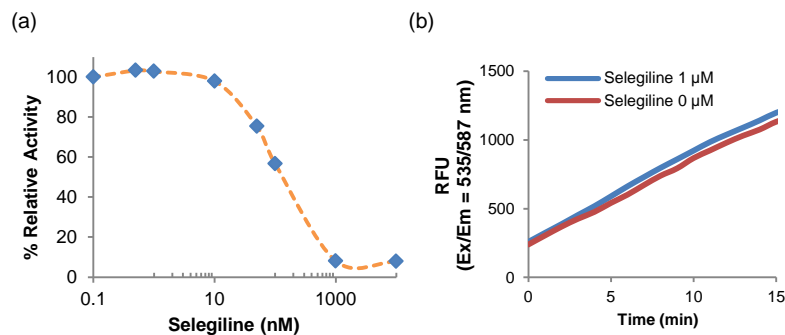 (a)
% Relative Activity
100
80
60
40
20
0
0.1
10
1000
Selegiline (nM)
(b)
RFU
(Ex/Em = 535/587 nm)
1500
1000
500
0
Selegiline 1 µM
Selegiline 0 µM
0
5
10
15
Time (min)